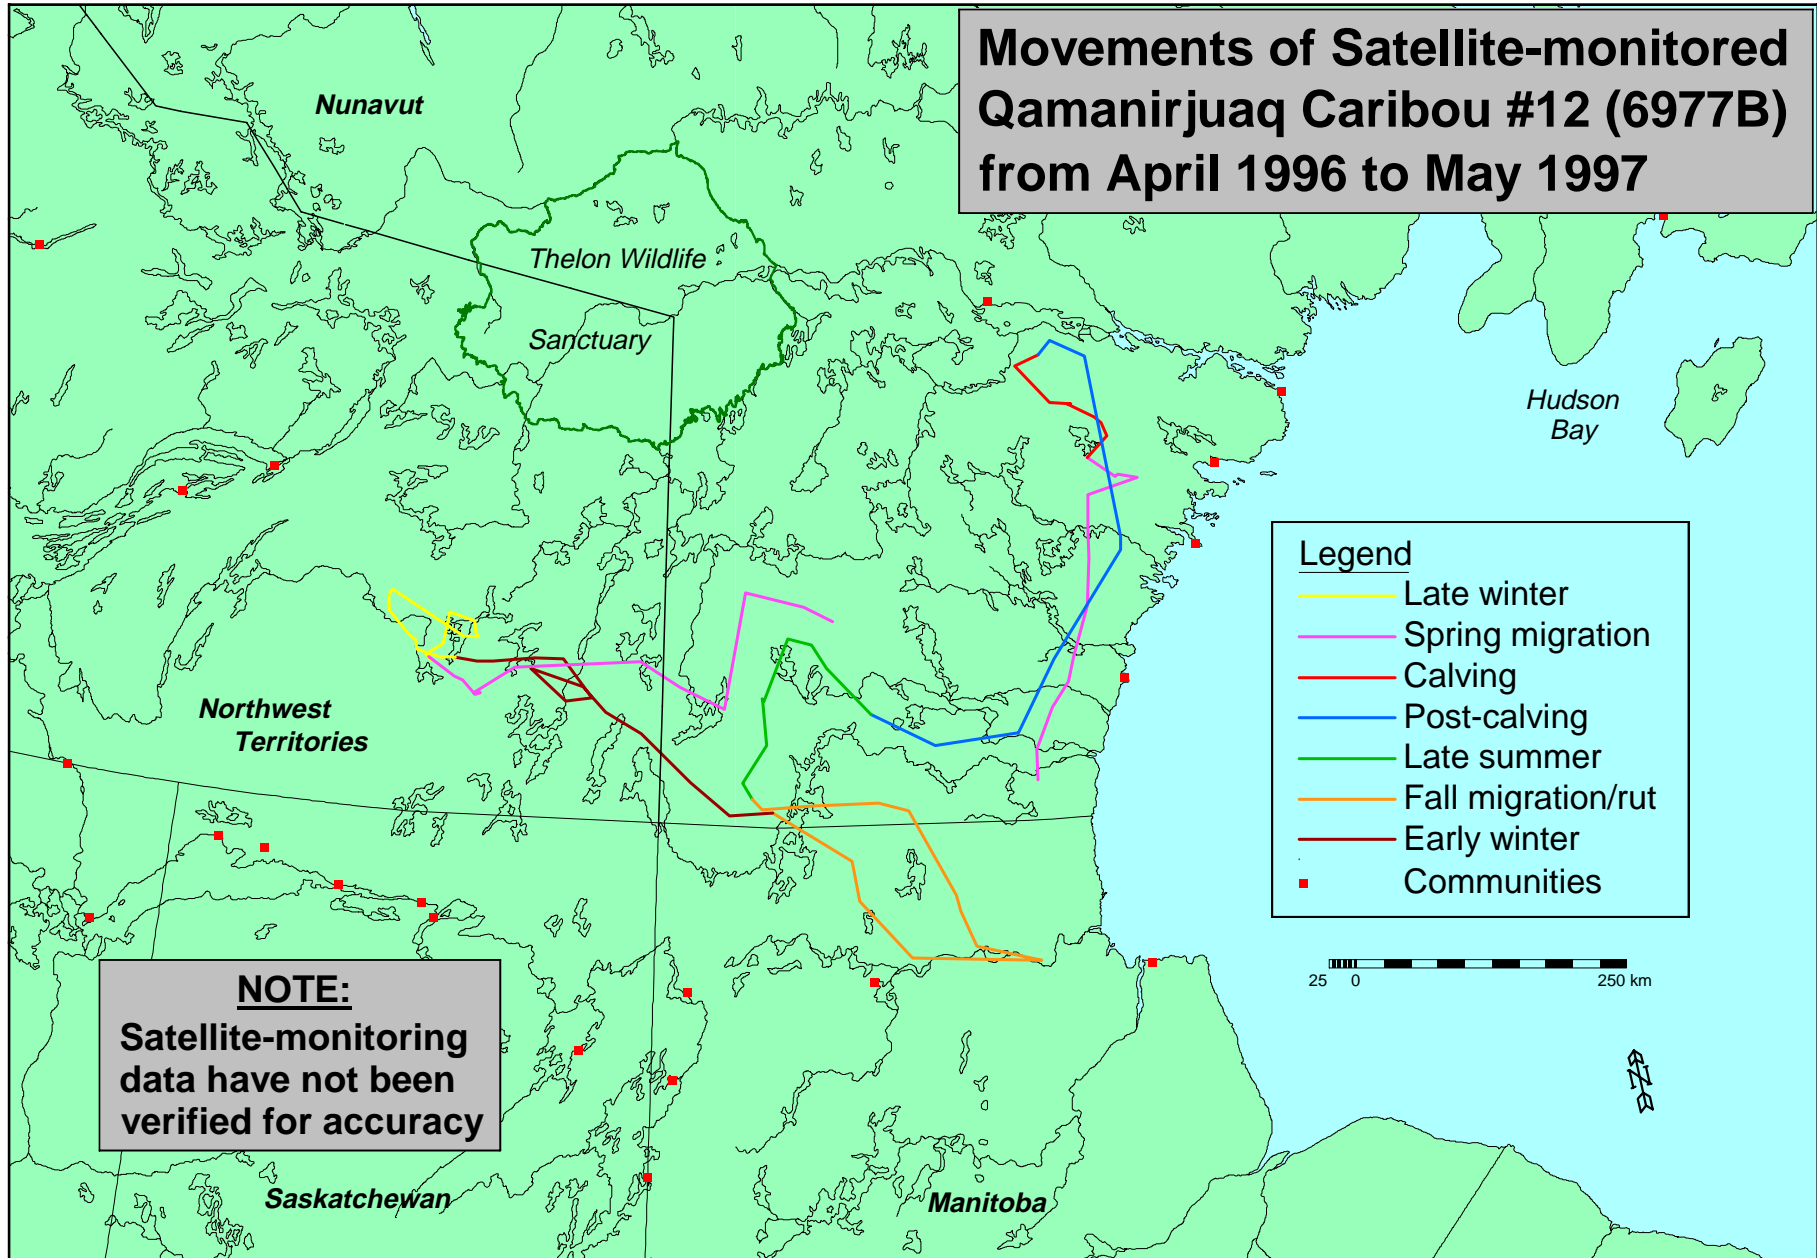 Movements of Satellite-monitored
Qamanirjuaq Caribou #12 (6977B)
from April 1996 to May 1997
Nunavut
Thelon Wildlife
Sanctuary
Hudson
Bay
Legend
Late winter
Spring migration
Calving
Post-calving
Late summer
Fall migration/rut
Early winter
Communities
Northwest
Territories
25 0 250 km
N
NOTE:
Satellite-monitoring
data have not been
verified for accuracy
Saskatchewan
Manitoba